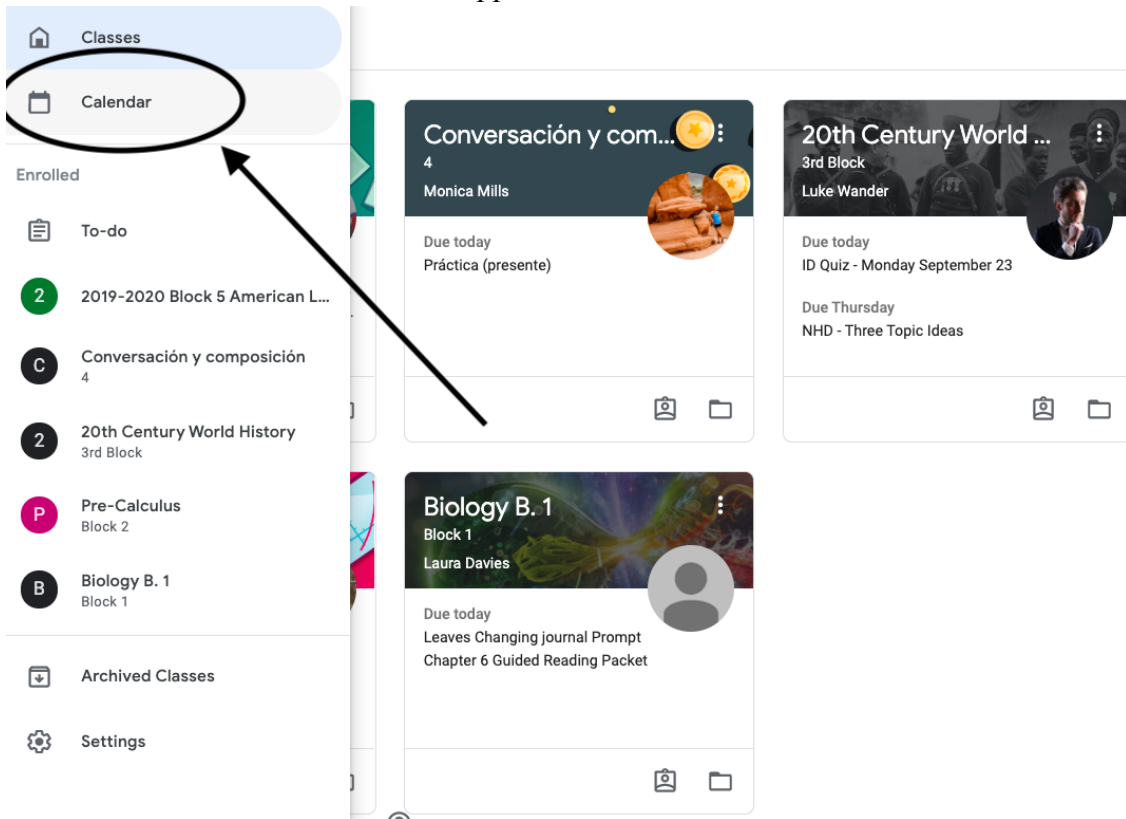 Classes
Calendar
Enrolled
To-do
2 2019-2020 Block 5 American L...
C Conversación y composición
4
2 20th Century World History
3rd Block
P Pre-Calculus
Block 2
B Biology B. 1
Block 1
Archived Classes
Settings
Conversación y com...
4
Monica Mills
Due today
Práctica (presente)
20th Century World ...
3rd Block
Luke Wander
Due today
ID Quiz - Monday September 23
Due Thursday
NHD - Three Topic Ideas
Biology B. 1
Block 1
Laura Davies
Due today
Leaves Changing journal Prompt
Chapter 6 Guided Reading Packet